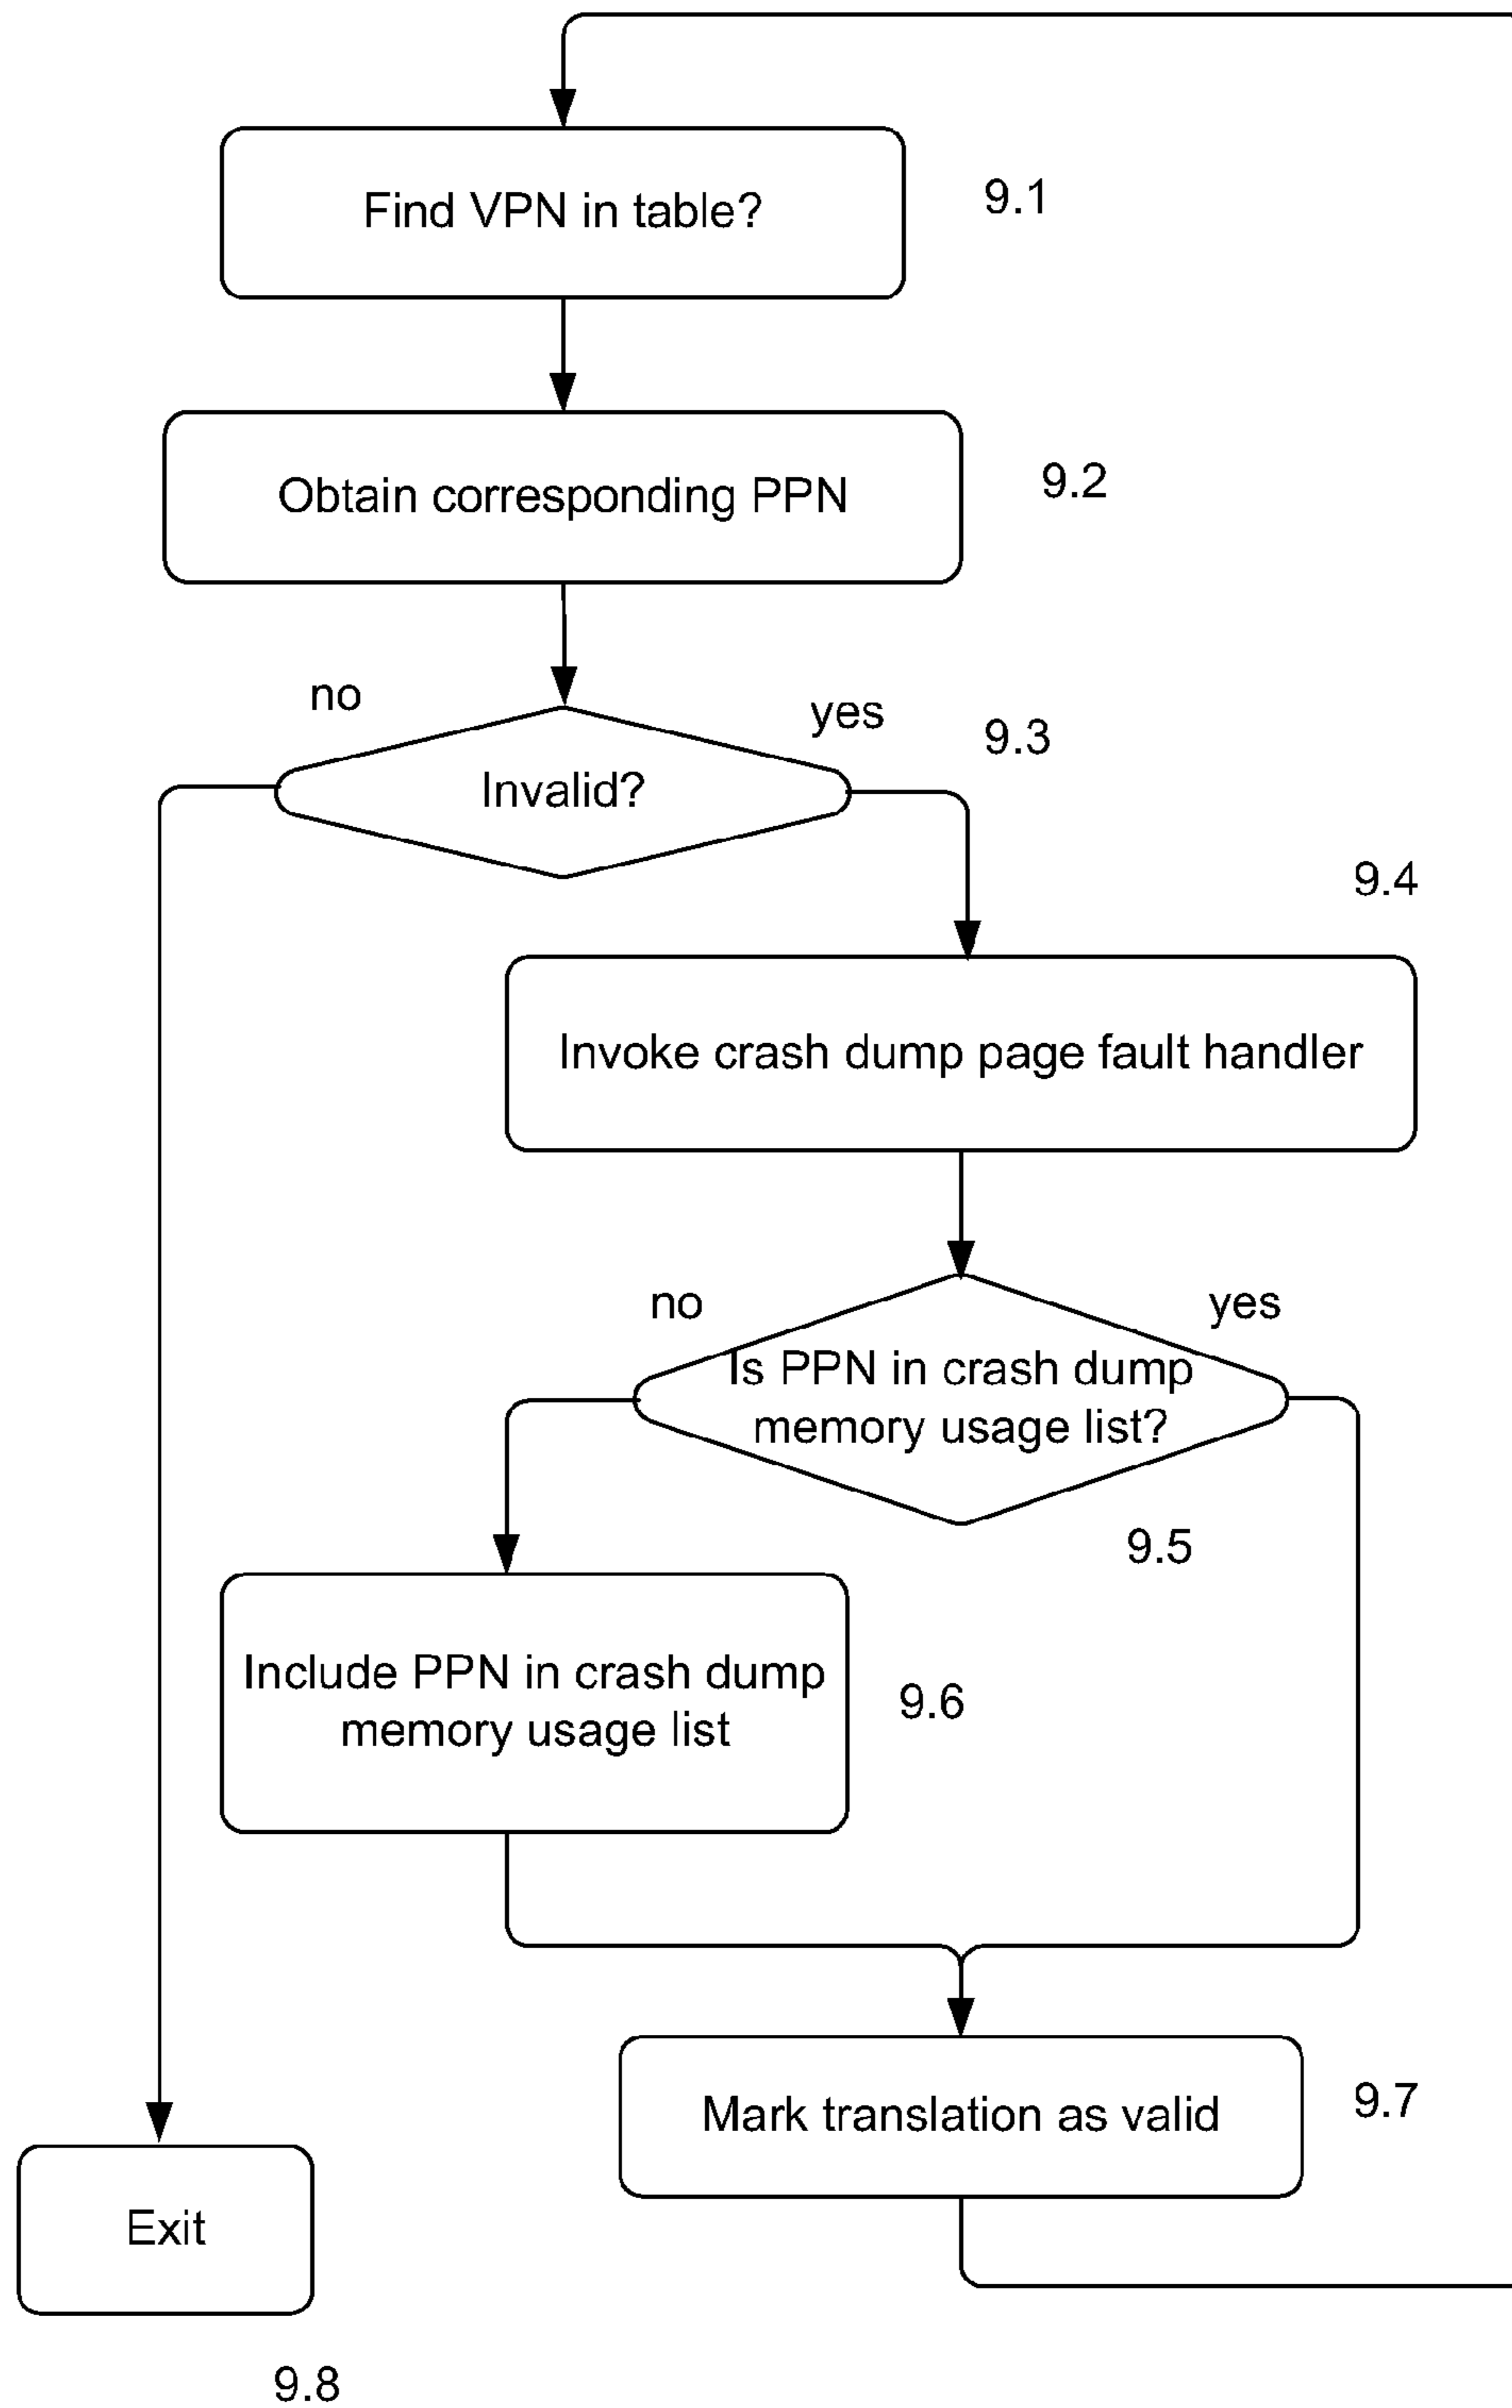 Find VPN in table?
9.1
Obtain corresponding PPN
9.2
no
yes
9.3
Invalid?
9.4
Invoke crash dump page fault handler
no
yes
Is PPN in crash dump
memory usage list?
9.5
Include PPN in crash dump
memory usage list
9.6
Mark translation as valid
9.7
Exit
9.8